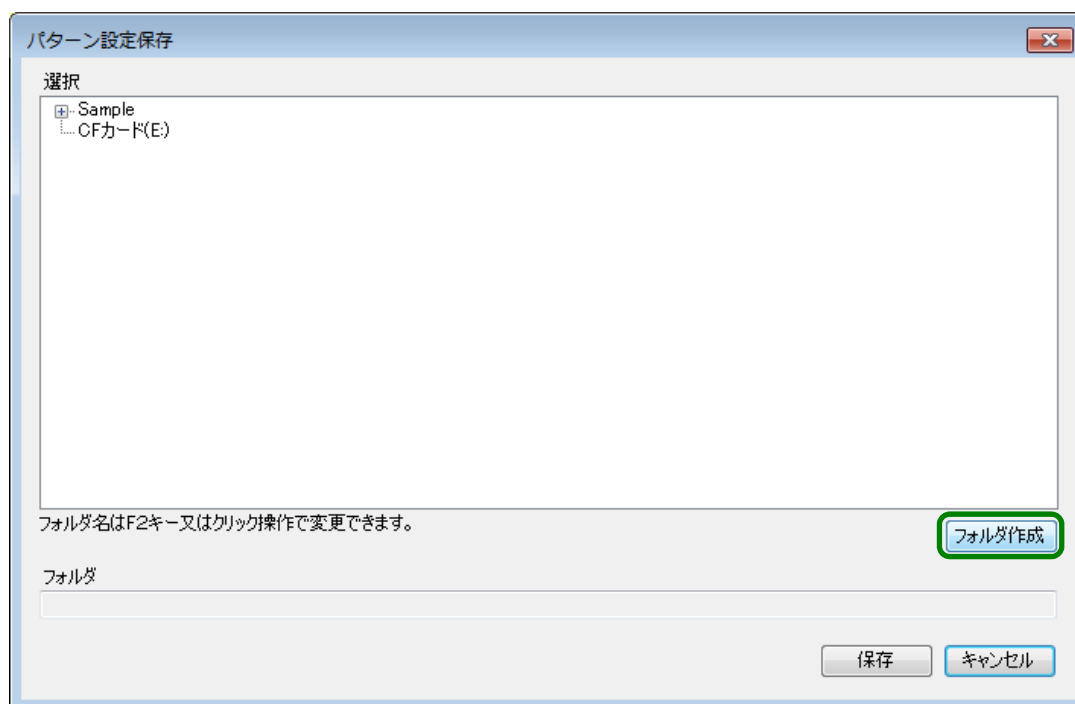 パターン設定保存
選択
Sample
CFカード(E:)
フォルダ名はF2キー又はクリック操作で変更できます。
フォルダ作成
フォルダ
保存
キャンセル